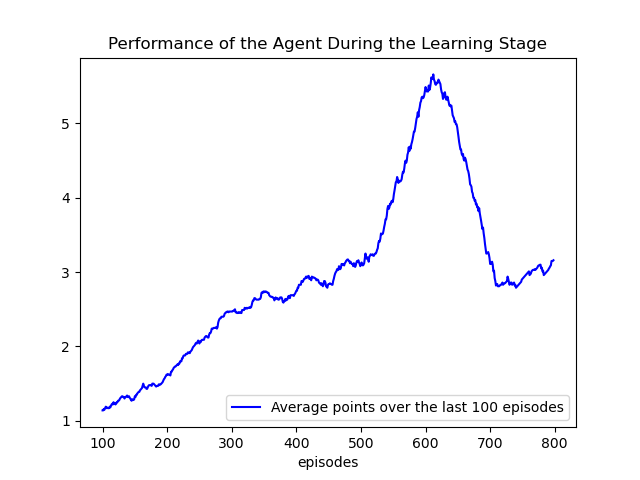 Performance of the Agent During the Learning Stage
5
4
3
2
1
Average points over the last 100 episodes
100 200 300 400 500 600 700 800
episodes